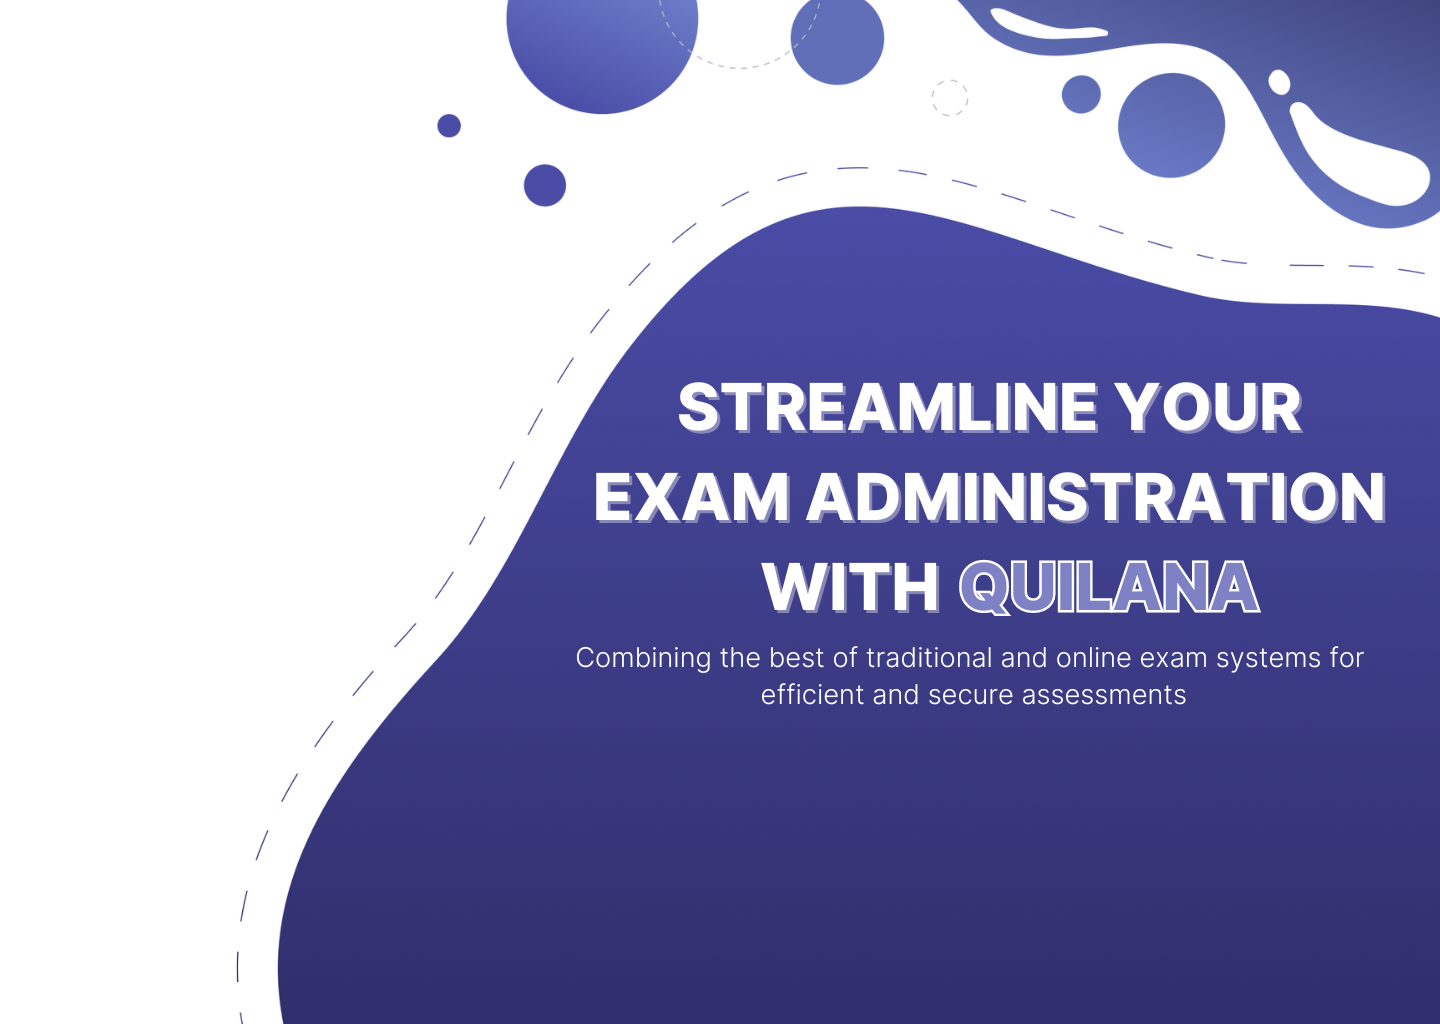 STREAMLINE YOUR
EXAM ADMINISTRATION
WITH QUILANA
Combining the best of traditional and online exam systems for
efficient and secure assessments